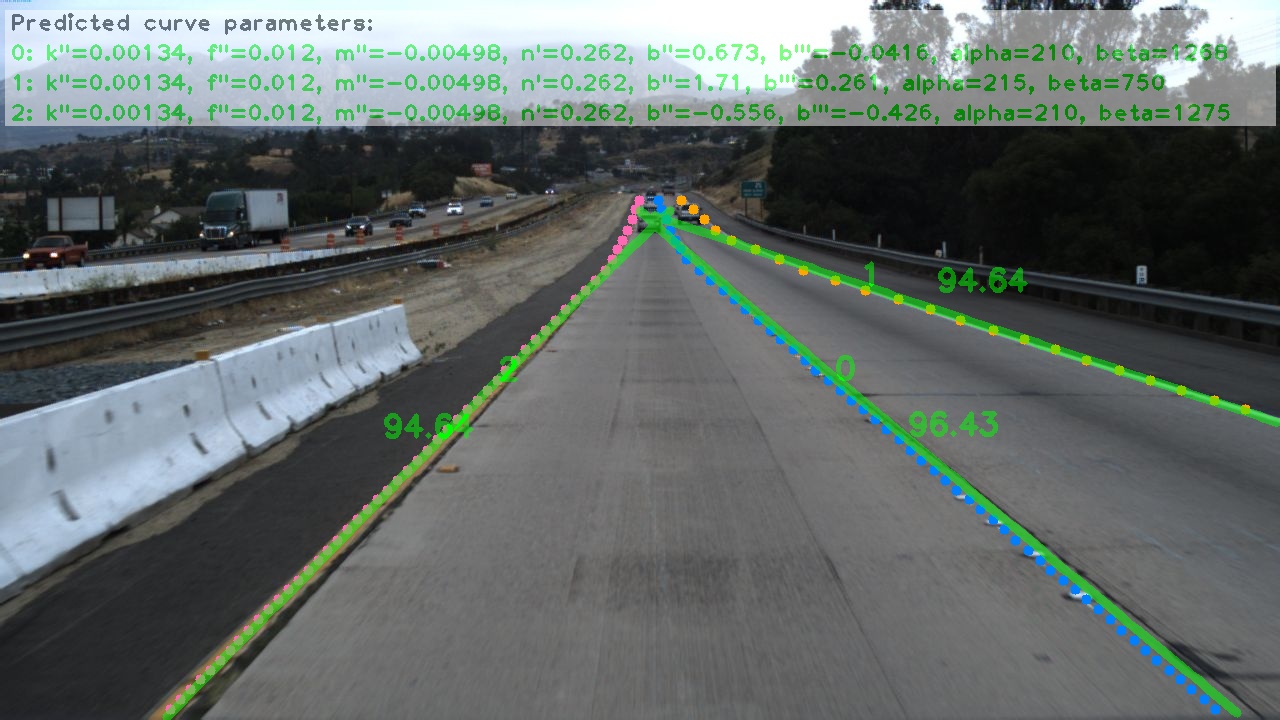 Predicted curve parameters:
0: k''=0.00134, f''=0.012, m''=-0.00498, n'=0.262, b''=0.673, b'''=-0.0416, alpha=210, beta=1268
1: k''=0.00134, f''=0.012, m''=-0.00498, n'=0.262, b''=1.71, b'''=0.261, alpha=215, beta=750
2: k''=0.00134, f''=0.012, m''=-0.00498, n'=0.262, b''=-0.556, b'''=-0.426, alpha=210, beta=1275
1 94.64
2 0
94.64 96.43